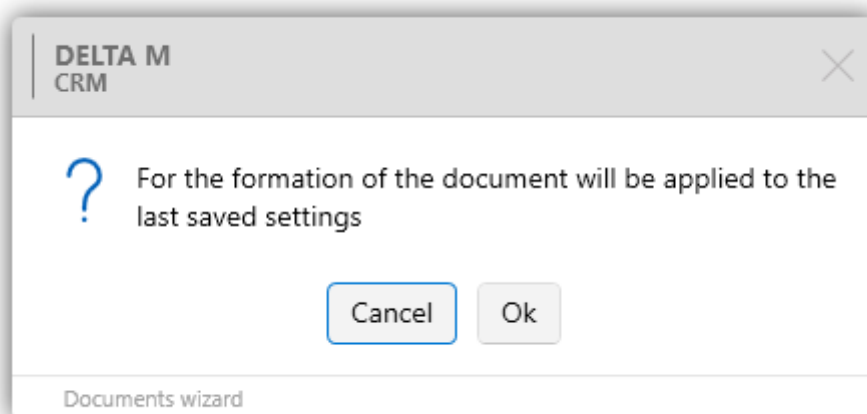 DELTA M
CRM
For the formation of the document will be applied to the
last saved settings
Cancel
Ok
Documents wizard